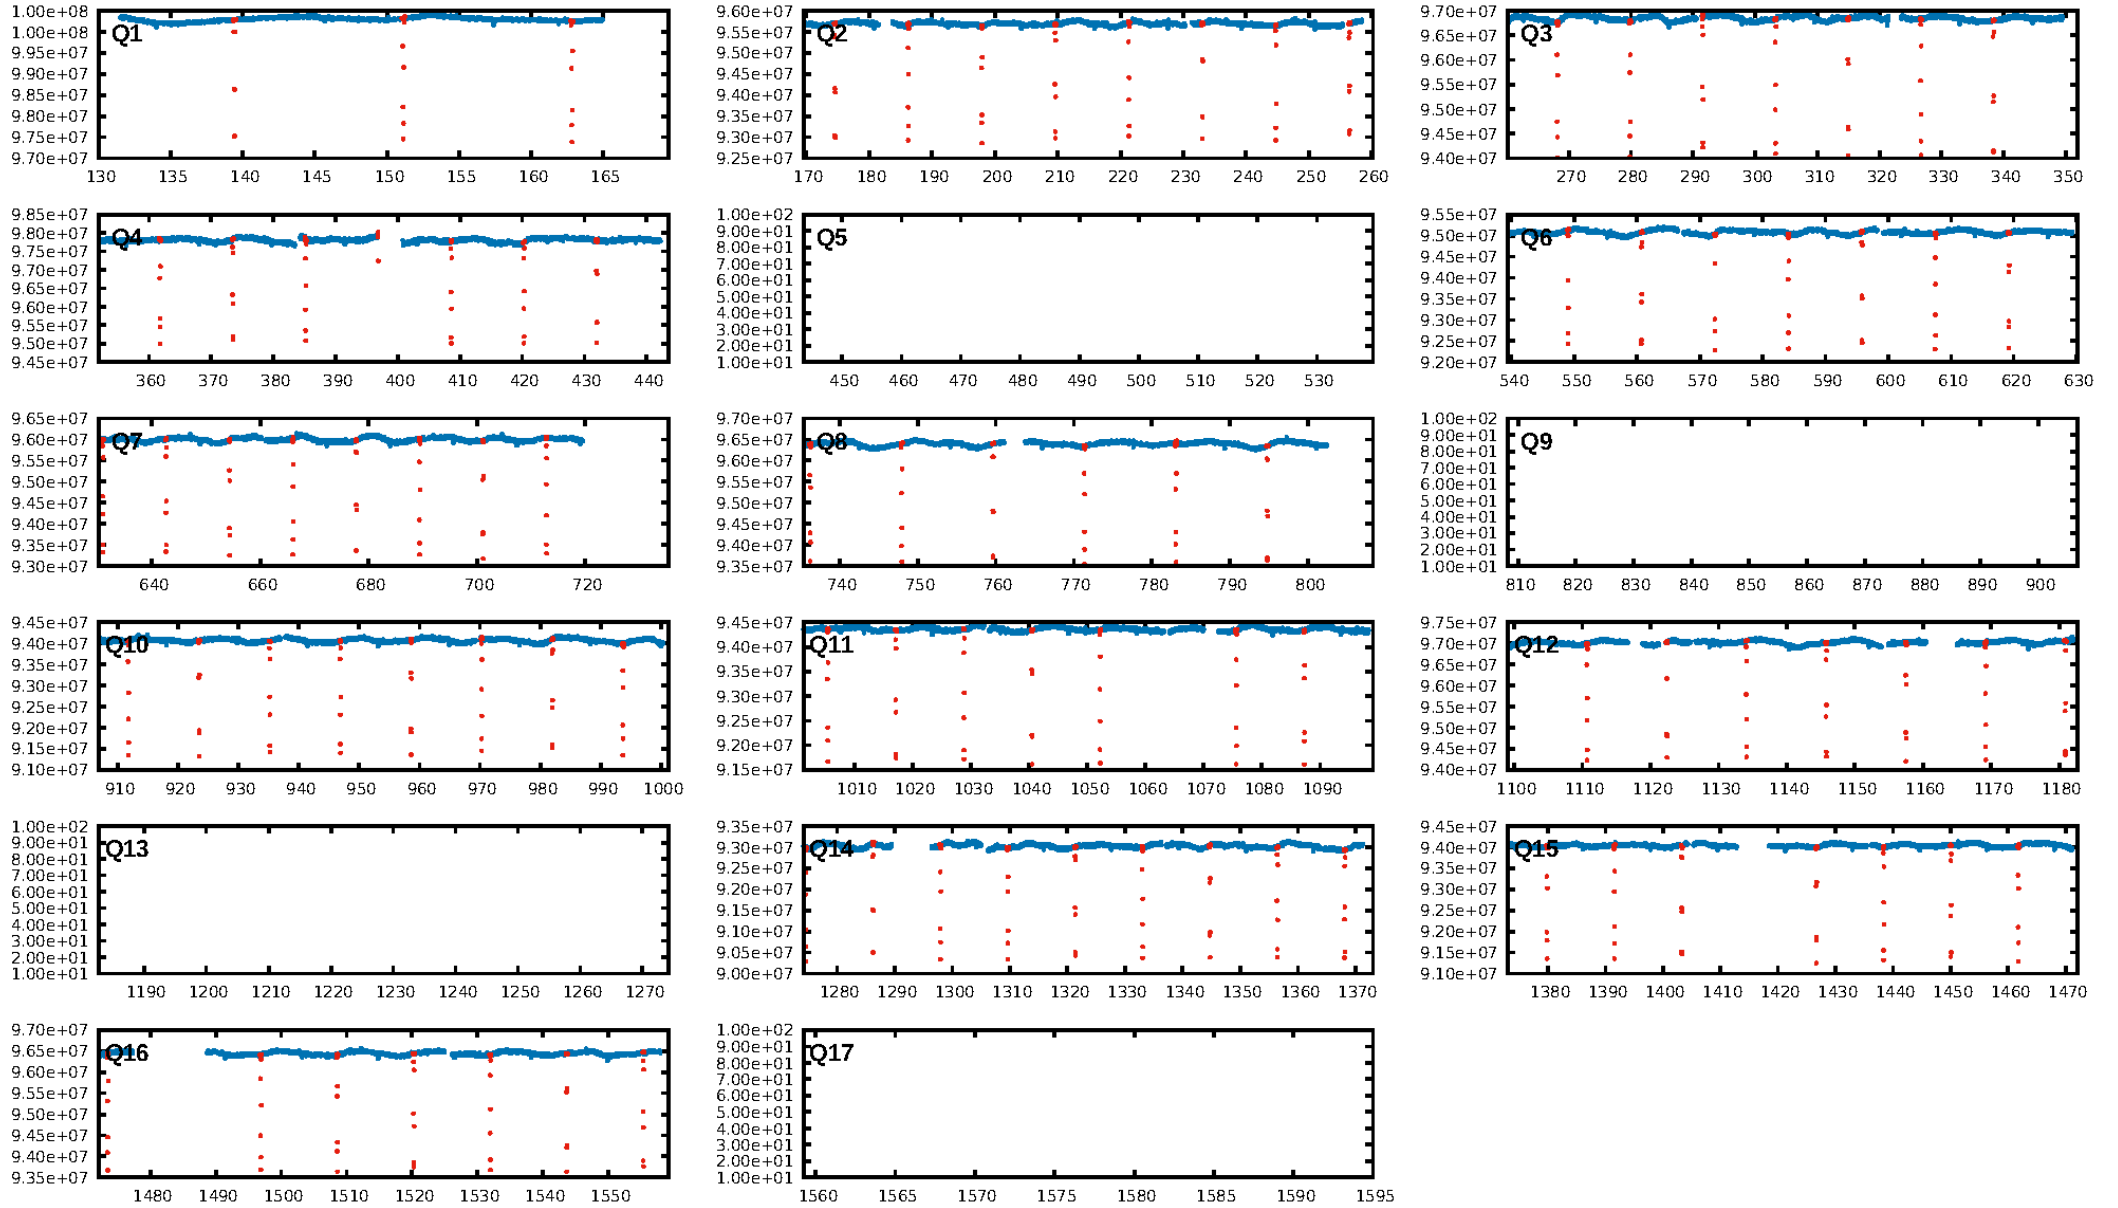 1.00e+08
1.00e+08
9.95e+07
9.90e+07
9.85e+07
9.80e+07
9.75e+07
9.70e+07
Q1
130 135 140 145 150 155 160 165
9.60e+07
9.55e+07
9.50e+07
9.45e+07
9.40e+07
9.35e+07
9.30e+07
9.25e+07
Q2
170 180 190 200 210 220 230 240 250 260
9.70e+07
9.65e+07
9.60e+07
9.55e+07
9.50e+07
9.45e+07
9.40e+07
Q3
270 280 290 300 310 320 330 340 350
9.85e+07
9.80e+07
9.75e+07
9.70e+07
9.65e+07
9.60e+07
9.55e+07
9.50e+07
9.45e+07
Q4
360 370 380 390 400 410 420 430 440
1.00e+02
9.00e+01
8.00e+01
7.00e+01
6.00e+01
5.00e+01
4.00e+01
3.00e+01
2.00e+01
1.00e+01
Q5
450 460 470 480 490 500 510 520 530
9.55e+07
9.50e+07
9.45e+07
9.40e+07
9.35e+07
9.30e+07
9.25e+07
9.20e+07
Q6
540 550 560 570 580 590 600 610 620 630
9.65e+07
9.60e+07
9.55e+07
9.50e+07
9.45e+07
9.40e+07
9.35e+07
9.30e+07
Q7
640 660 680 700 720
9.70e+07
9.65e+07
9.60e+07
9.55e+07
9.50e+07
9.45e+07
9.40e+07
9.35e+07
Q8
740 750 760 770 780 790 800
1.00e+02
9.00e+01
8.00e+01
7.00e+01
6.00e+01
5.00e+01
4.00e+01
3.00e+01
2.00e+01
1.00e+01
Q9
810 820 830 840 850 860 870 880 890 900
9.45e+07
9.40e+07
9.35e+07
9.30e+07
9.25e+07
9.20e+07
9.15e+07
9.10e+07
Q10
910 920 930 940 950 960 970 980 990 1000
9.45e+07
9.40e+07
9.35e+07
9.30e+07
9.25e+07
9.20e+07
9.15e+07
Q11
1010 1020 1030 1040 1050 1060 1070 1080 1090
9.75e+07
9.70e+07
9.65e+07
9.60e+07
9.55e+07
9.50e+07
9.45e+07
9.40e+07
Q12
1100 1110 1120 1130 1140 1150 1160 1170 1180
1.00e+02
9.00e+01
8.00e+01
7.00e+01
6.00e+01
5.00e+01
4.00e+01
3.00e+01
2.00e+01
1.00e+01
Q13
1190 1200 1210 1220 1230 1240 1250 1260 1270
9.35e+07
9.30e+07
9.25e+07
9.20e+07
9.15e+07
9.10e+07
9.05e+07
9.00e+07
Q14
1280 1290 1300 1310 1320 1330 1340 1350 1360 1370
9.45e+07
9.40e+07
9.35e+07
9.30e+07
9.25e+07
9.20e+07
9.15e+07
9.10e+07
Q15
1380 1390 1400 1410 1420 1430 1440 1450 1460 1470
9.70e+07
9.65e+07
9.60e+07
9.55e+07
9.50e+07
9.45e+07
9.40e+07
9.35e+07
Q16
1480 1490 1500 1510 1520 1530 1540 1550
1.00e+02
9.00e+01
8.00e+01
7.00e+01
6.00e+01
5.00e+01
4.00e+01
3.00e+01
2.00e+01
1.00e+01
Q17
1560 1565 1570 1575 1580 1585 1590 1595